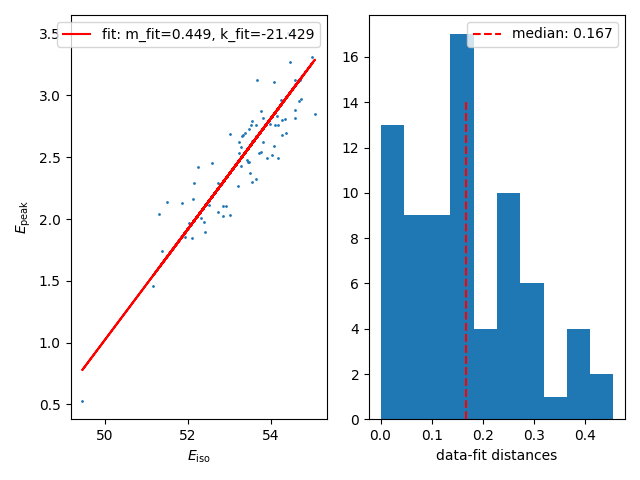 fit: m_fit=0.449, k_fit=-21.429
3.5
3.0
2.5
2.0
1.5
1.0
0.5
E_peak
50 52 54
E_iso
median: 0.167
16
14
12
10
8
6
4
2
0
0.0 0.1 0.2 0.3 0.4
data-fit distances